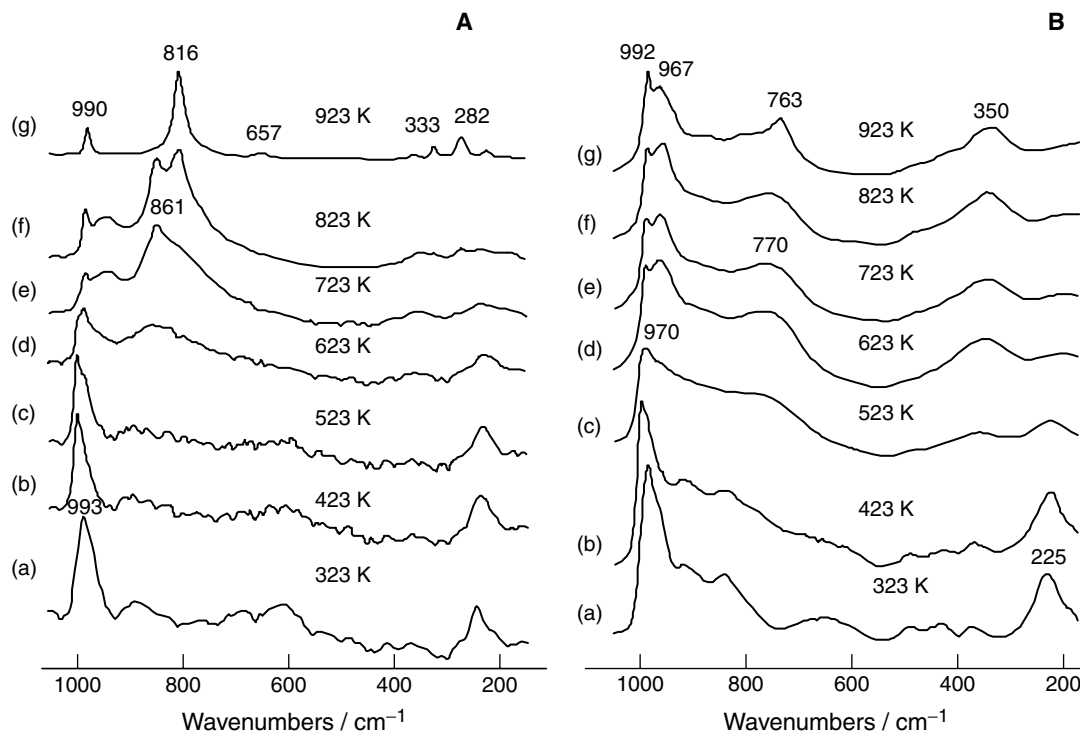 A
816
990
(g)
923 K
657
333
282
(f)
861
823 K
(e)
723 K
(d)
623 K
(c)
523 K
(b)
993
423 K
(a)
323 K
1000
800
600
400
200
Wavenumbers / cm⁻¹
B
992
967
763
923 K
350
(g)
823 K
(f)
770
723 K
(e)
970
623 K
(d)
523 K
(c)
423 K
(b)
323 K
225
(a)
1000
800
600
400
200
Wavenumbers / cm⁻¹